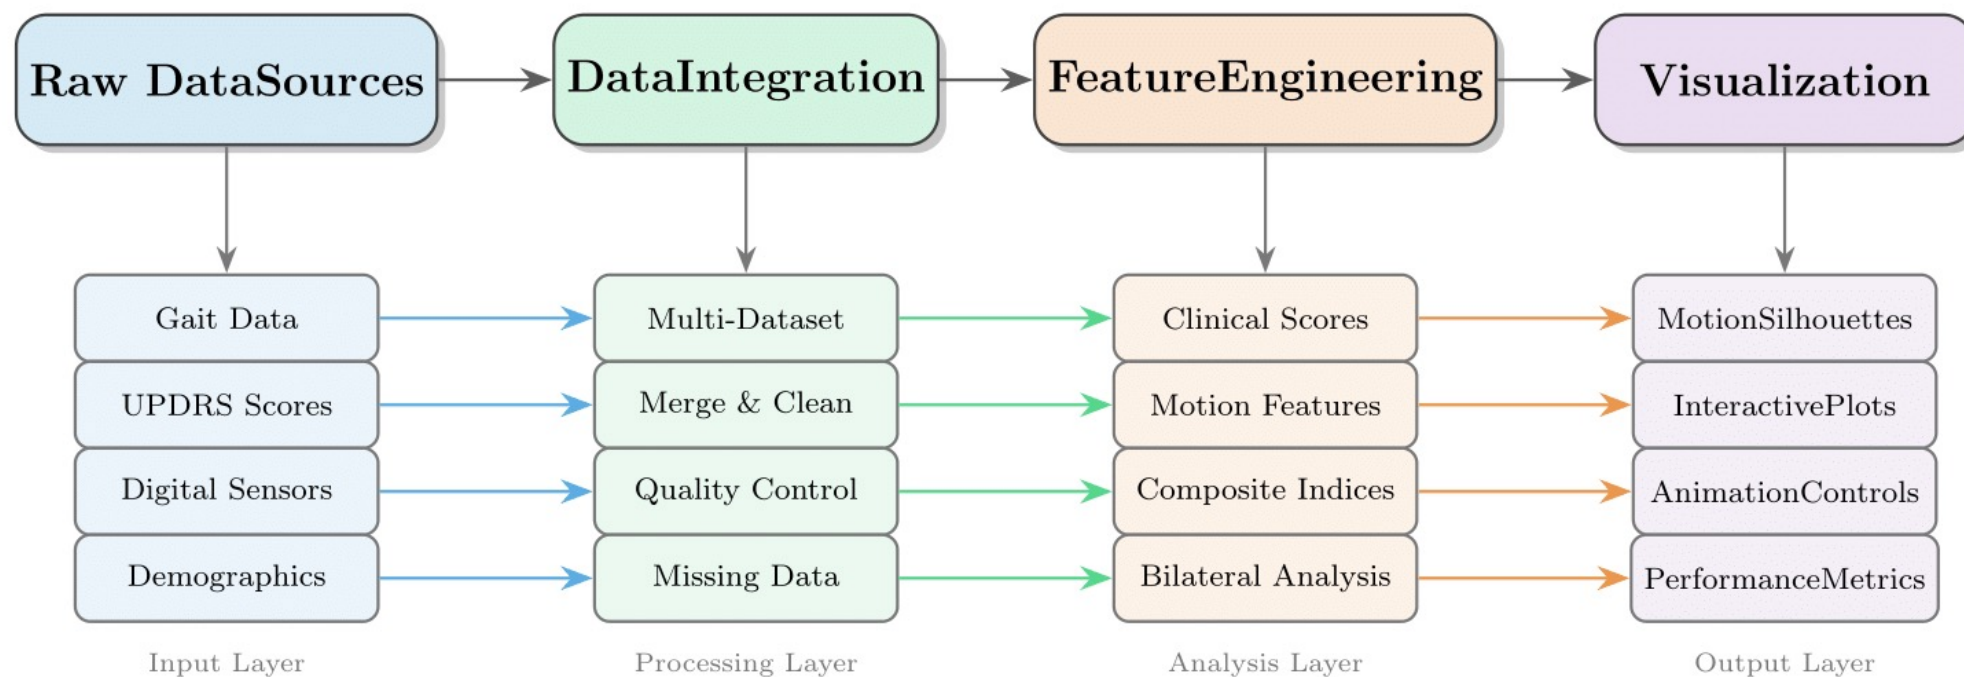 Raw DataSources
DataIntegration
FeatureEngineering
Visualization
Gait Data
Multi-Dataset
Clinical Scores
MotionSilhouettes
UPDRS Scores
Merge & Clean
Motion Features
InteractivePlots
Digital Sensors
Quality Control
Composite Indices
AnimationControls
Demographics
Missing Data
Bilateral Analysis
PerformanceMetrics
Input Layer
Processing Layer
Analysis Layer
Output Layer